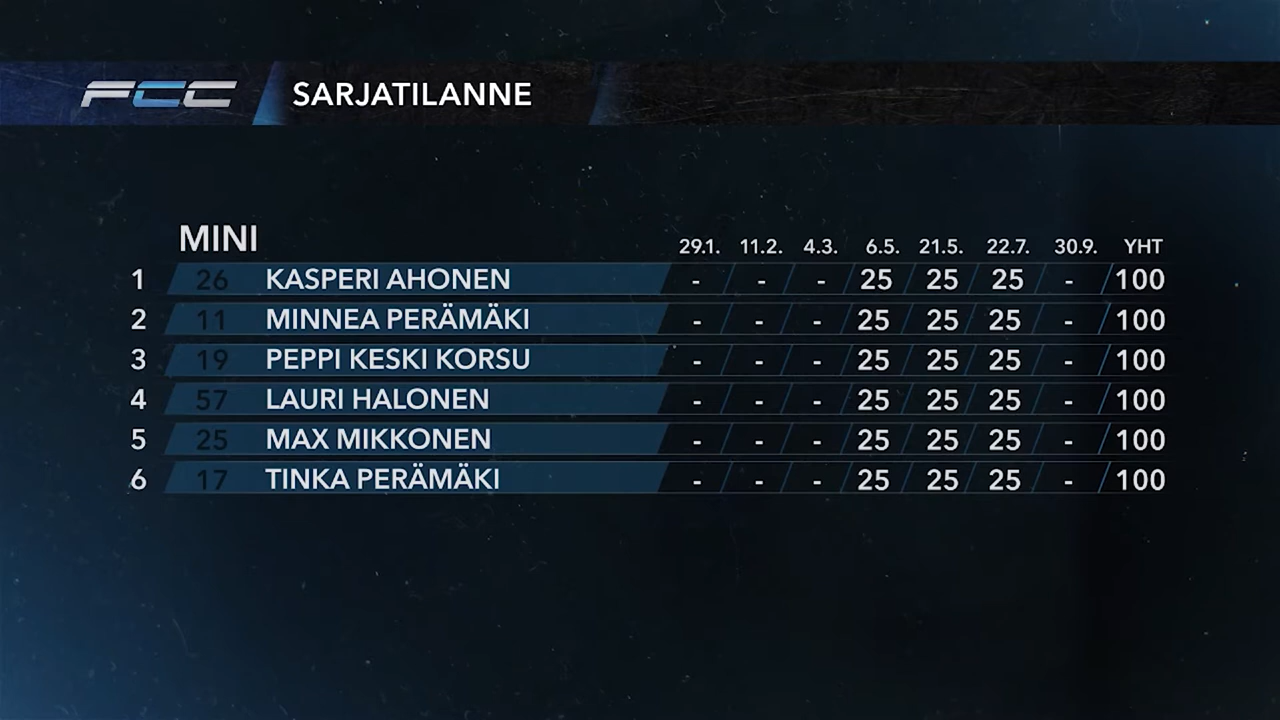 FCC SARJATILANNE
MINI 29.1. 11.2. 4.3. 6.5. 21.5. 22.7. 30.9. YHT
1 26 KASPERI AHONEN - - - 25 25 25 - 100
2 11 MINNEA PERÄMÄKI - - - 25 25 25 - 100
3 19 PEPPI KESKI KORSU - - - 25 25 25 - 100
4 57 LAURI HALONEN - - - 25 25 25 - 100
5 25 MAX MIKKONEN - - - 25 25 25 - 100
6 17 TINKA PERÄMÄKI - - - 25 25 25 - 100